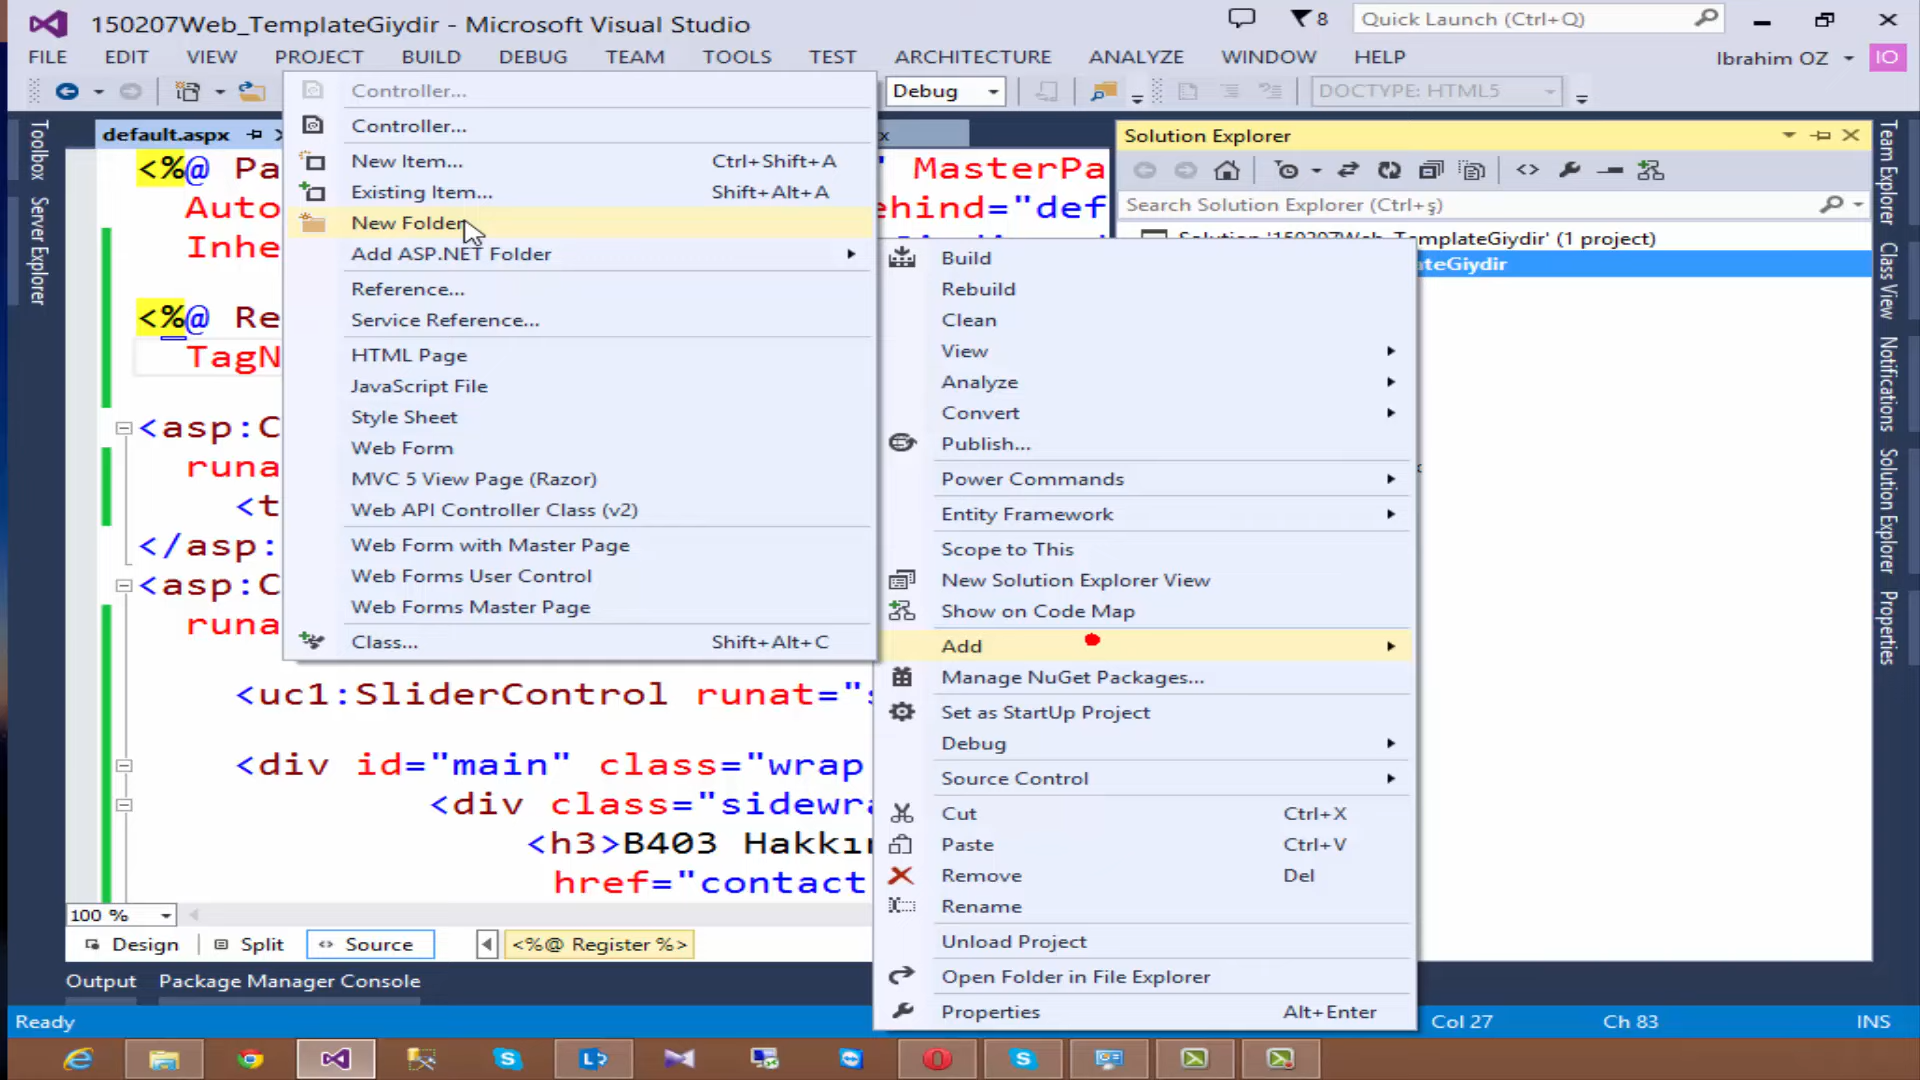 150207Web_TemplateGiydir - Microsoft Visual Studio
8
Quick Launch (Ctrl+Q)
FILE EDIT VIEW PROJECT BUILD DEBUG TEAM TOOLS TEST ARCHITECTURE ANALYZE WINDOW HELP
Ibrahim OZ
IO
Debug
DOCTYPE: HTML5
Toolbox
Server Explorer
default.aspx
<%@ Pa
Auto
Inhe
<%@ Re
TagN
<asp:C
runa
<t
</asp:
<asp:C
runa
<uc1:SliderControl runat="
<div id="main" class="wrap
<div class="sidewra
<h3>B403 Hakkı
href="contact
MasterPa
ehind="def
Controller...
Controller...
New Item... Ctrl+Shift+A
Existing Item... Shift+Alt+A
New Folder
Add ASP.NET Folder
Reference...
Service Reference...
HTML Page
JavaScript File
Style Sheet
Web Form
MVC 5 View Page (Razor)
Web API Controller Class (v2)
Web Form with Master Page
Web Forms User Control
Web Forms Master Page
Class... Shift+Alt+C
Solution Explorer
Search Solution Explorer (Ctrl+ş)
Solution '150207Web_TemplateGiydir' (1 project)
ateGiydir
Build
Rebuild
Clean
View
Analyze
Convert
Publish...
Power Commands
Entity Framework
Scope to This
New Solution Explorer View
Show on Code Map
Add
Manage NuGet Packages...
Set as StartUp Project
Debug
Source Control
Cut Ctrl+X
Paste Ctrl+V
Remove Del
Rename
Unload Project
Open Folder in File Explorer
Properties Alt+Enter
Team Explorer
Class View
Notifications
Solution Explorer
Properties
100 %
Design Split Source <%@ Register %>
Output Package Manager Console
Ready Col 27 Ch 83 INS